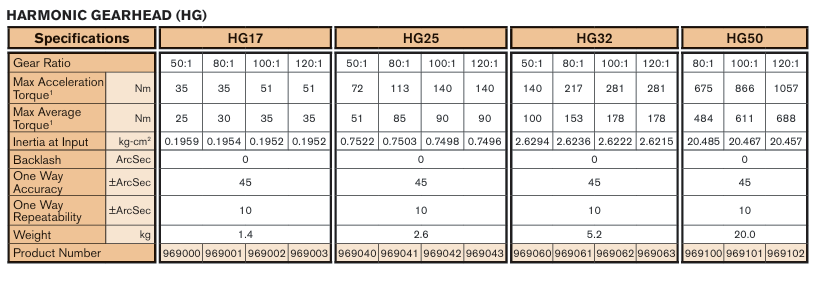 HARMONIC GEARHEAD (HG)
Specifications HG17 HG25 HG32 HG50
Gear Ratio 50:1 80:1 100:1 120:1 50:1 80:1 100:1 120:1 50:1 80:1 100:1 120:1 80:1 100:1 120:1
Max Acceleration
Torque¹ Nm 35 35 51 51 72 113 140 140 140 217 281 281 675 866 1057
Max Average
Torque¹ Nm 25 30 35 35 51 85 90 90 100 153 178 178 484 611 688
Inertia at Input kg-cm² 0.1959 0.1954 0.1952 0.1952 0.7522 0.7503 0.7498 0.7496 2.6294 2.6236 2.6222 2.6215 20.485 20.467 20.457
Backlash ArcSec 0 0 0 0
One Way
Accuracy ±ArcSec 45 45 45 45
One Way
Repeatability ±ArcSec 10 10 10 10
Weight kg 1.4 2.6 5.2 20.0
Product Number 969000 969001 969002 969003 969040 969041 969042 969043 969060 969061 969062 969063 969100 969101 969102